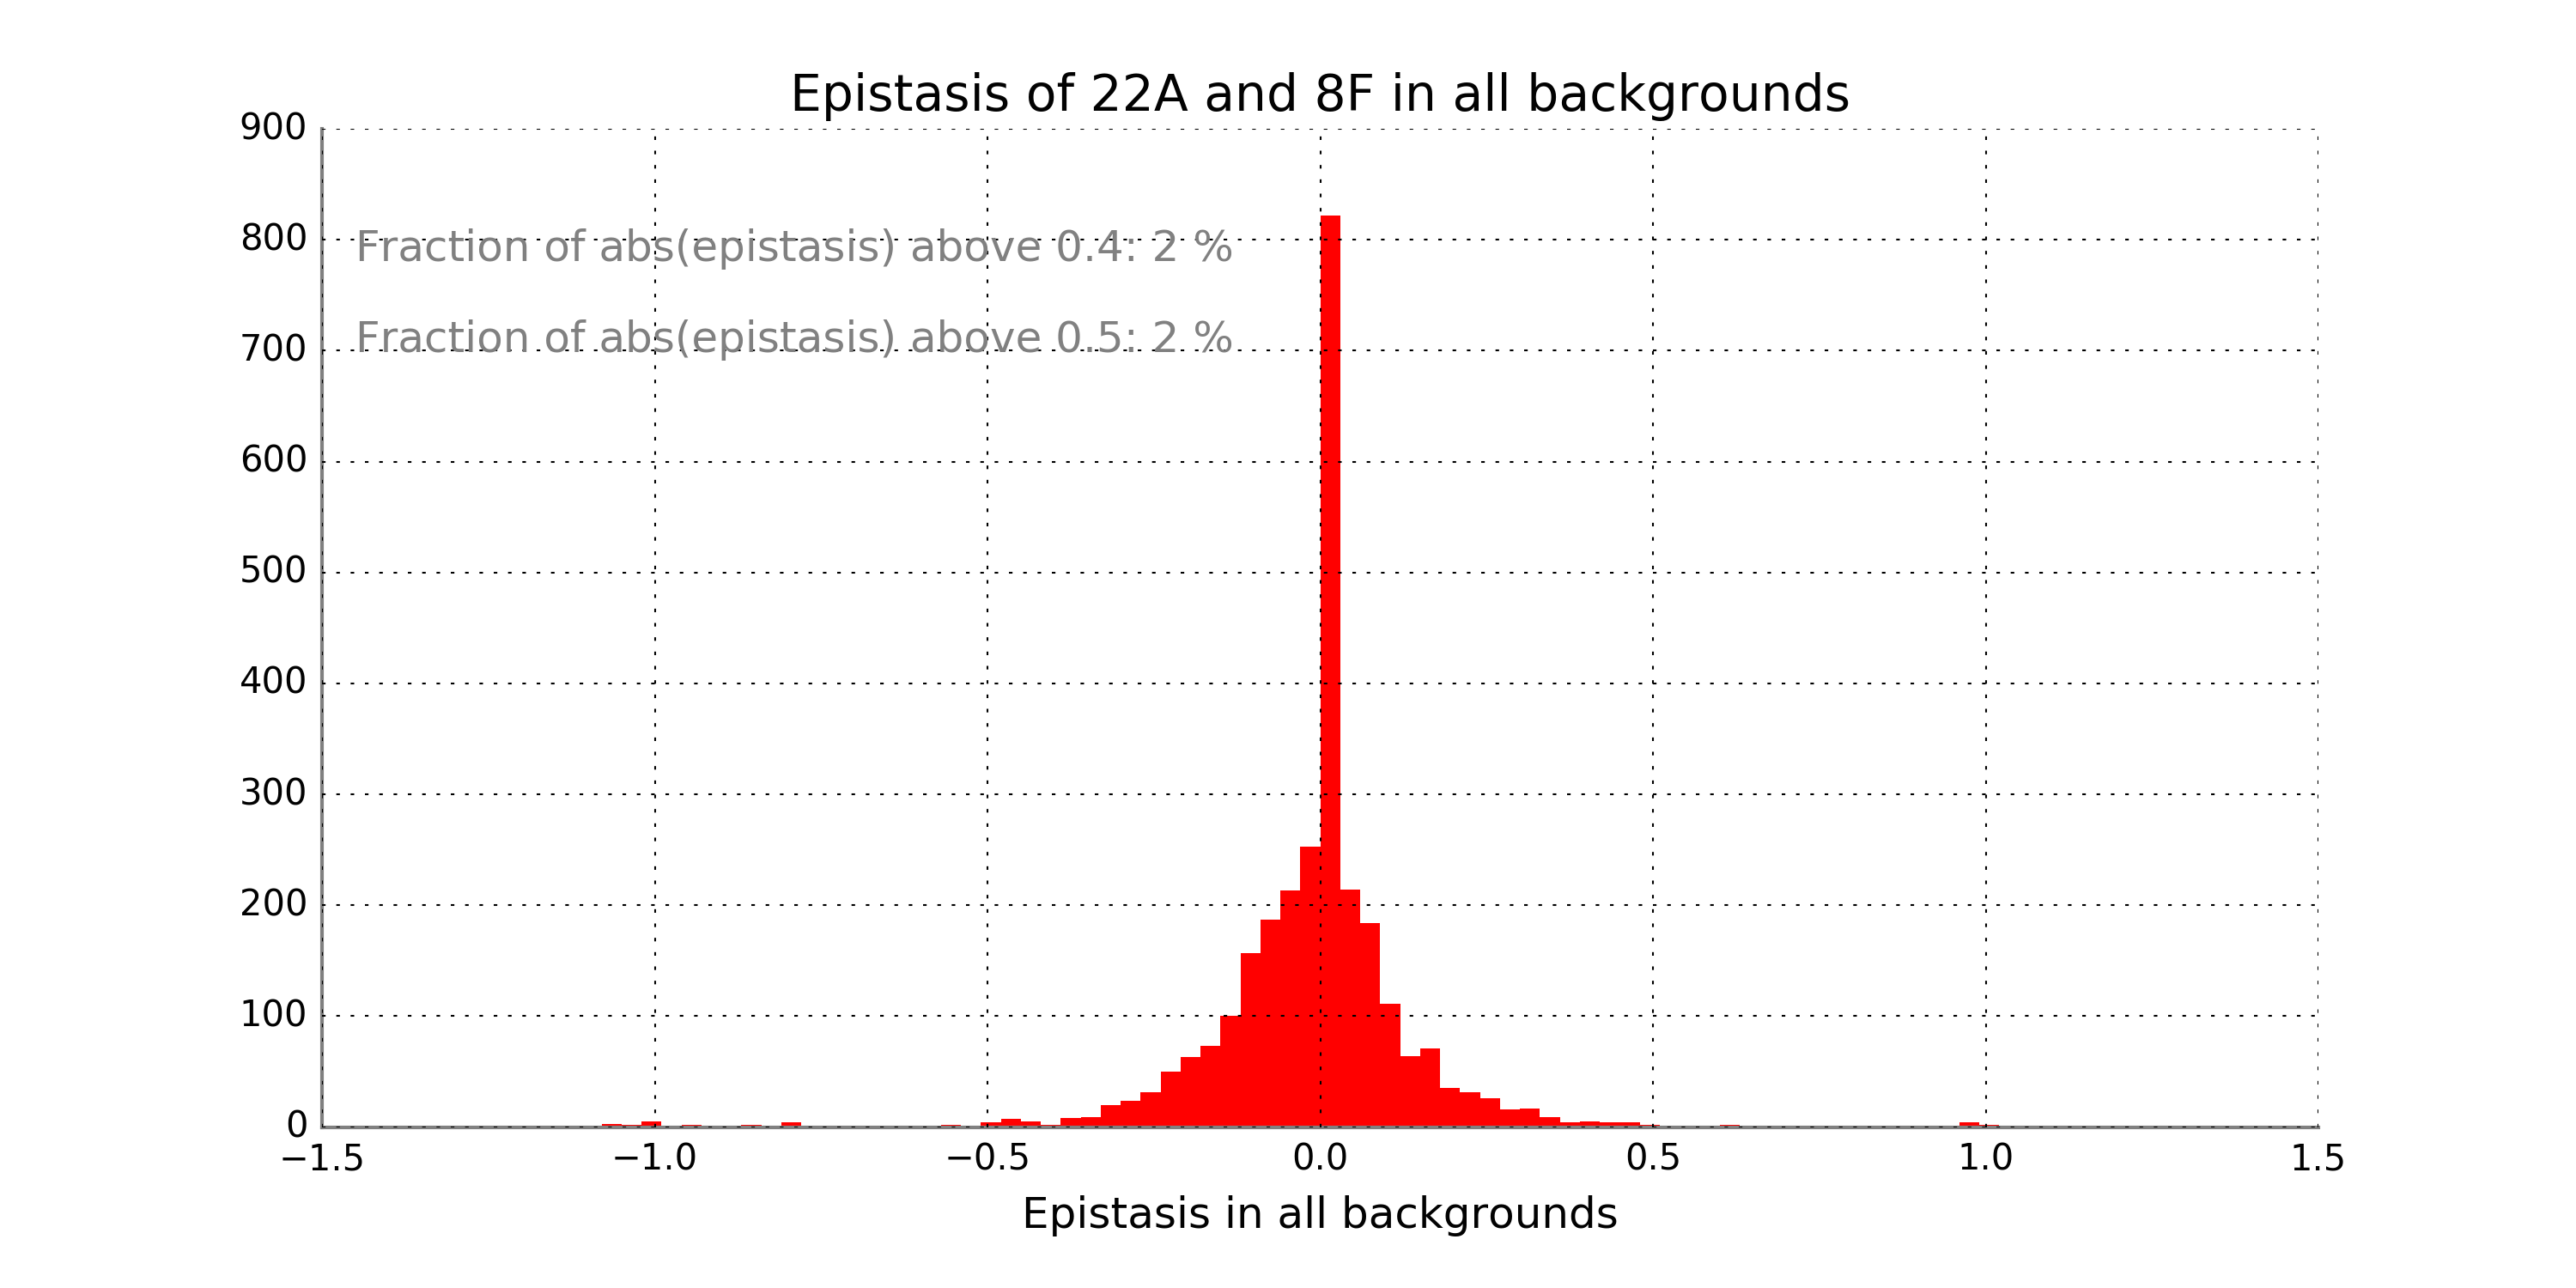 Epistasis of 22A and 8F in all backgrounds
900
800
700
600
500
400
300
200
100
0
Fraction of abs(epistasis) above 0.4: 2 %
Fraction of abs(epistasis) above 0.5: 2 %
−1.5 −1.0 −0.5 0.0 0.5 1.0 1.5
Epistasis in all backgrounds